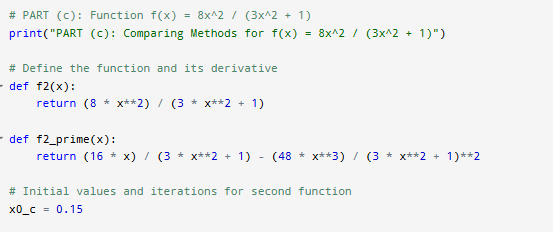 # PART (c): Function f(x) = 8x^2 / (3x^2 + 1)
print("PART (c): Comparing Methods for f(x) = 8x^2 / (3x^2 + 1)")
# Define the function and its derivative
def f2(x):
return (8 * x**2) / (3 * x**2 + 1)
def f2_prime(x):
return (16 * x) / (3 * x**2 + 1) - (48 * x**3) / (3 * x**2 + 1)**2
# Initial values and iterations for second function
x0_c = 0.15